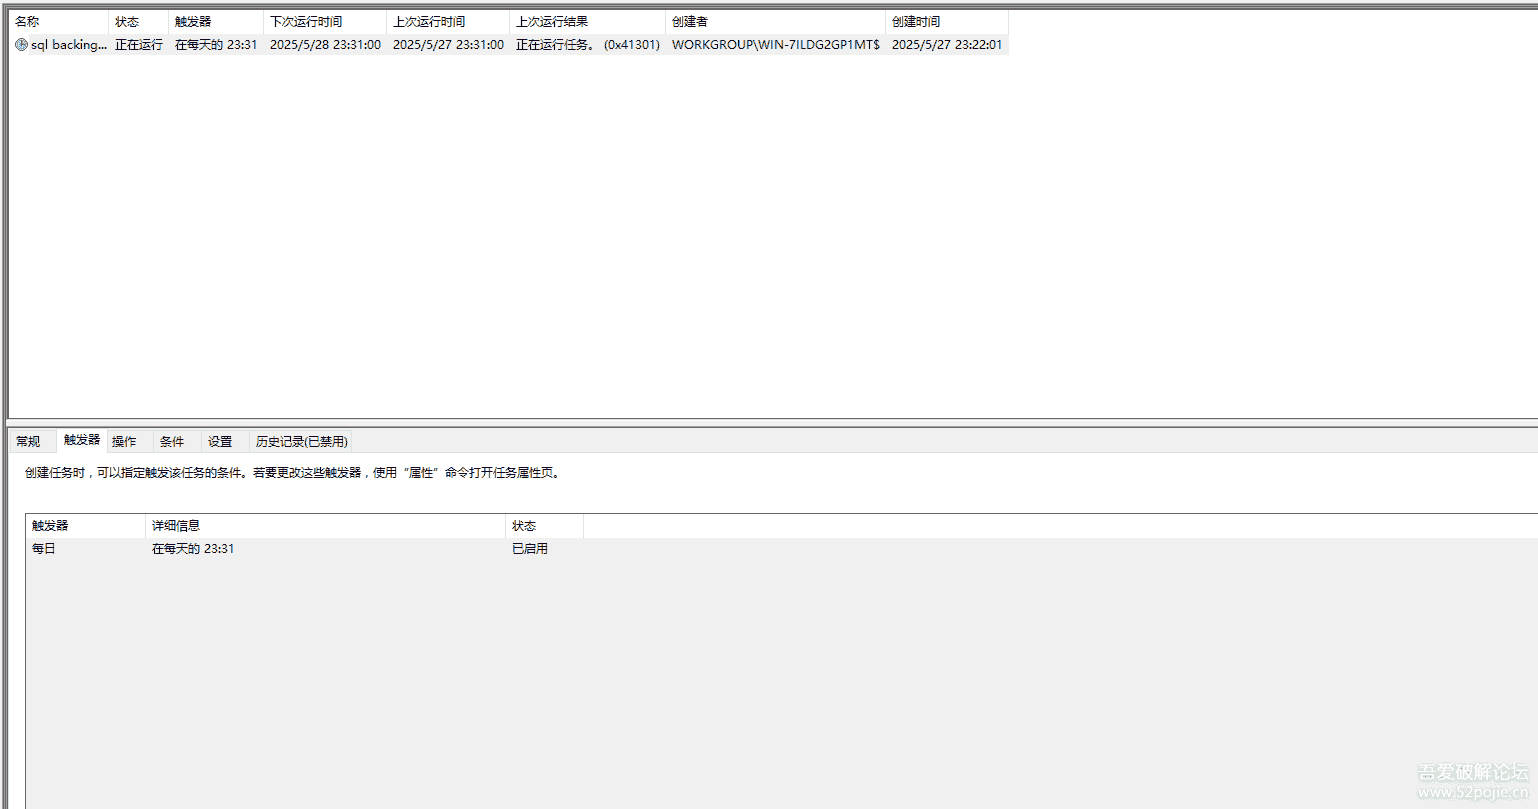 名称 状态 触发器 下次运行时间 上次运行时间 上次运行结果 创建者 创建时间
sql backing... 正在运行 在每天的 23:31 2025/5/28 23:31:00 2025/5/27 23:31:00 正在运行任务。 (0x41301) WORKGROUP\WIN-7ILDG2GP1MT$ 2025/5/27 23:22:01
常规 触发器 操作 条件 设置 历史记录(已禁用)
创建任务时，可以指定触发该任务的条件。若要更改这些触发器，使用“属性”命令打开任务属性页。
触发器 详细信息 状态
每日 在每天的 23:31 已启用
吾爱破解论坛
www.52pojie.cn